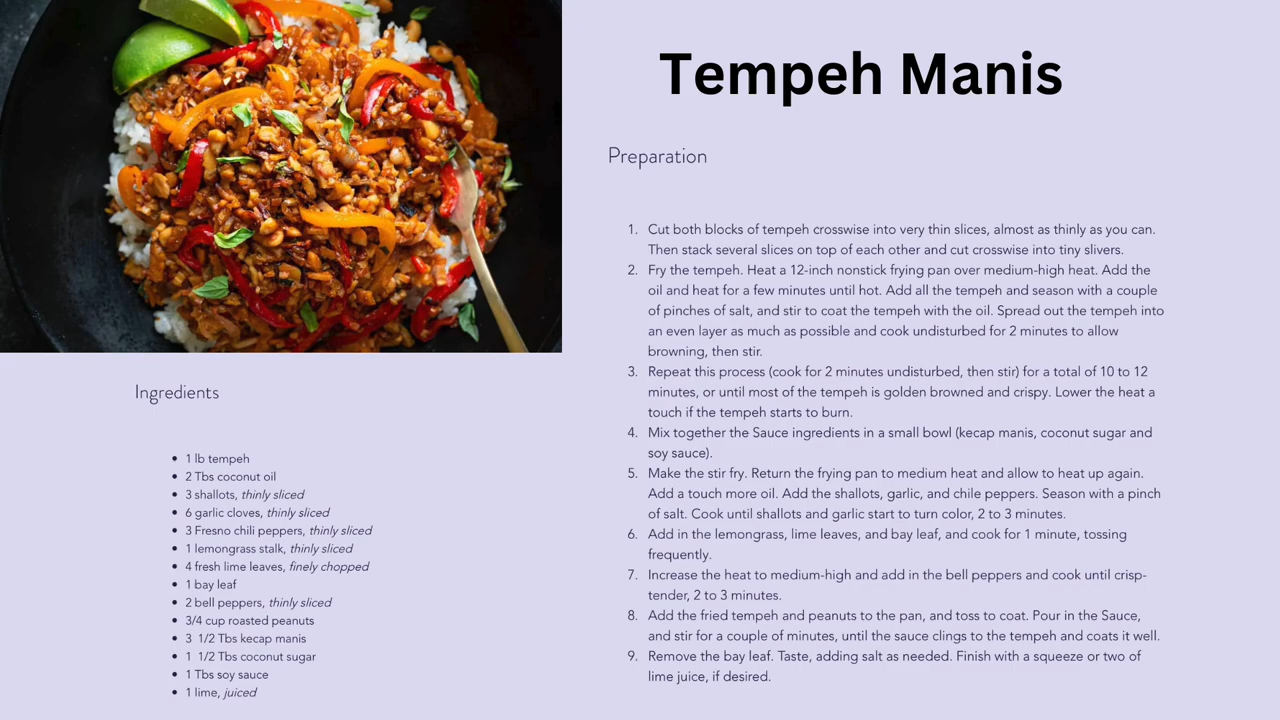 Tempeh Manis
Preparation
1. Cut both blocks of tempeh crosswise into very thin slices, almost as thinly as you can.
Then stack several slices on top of each other and cut crosswise into tiny slivers.
2. Fry the tempeh. Heat a 12-inch nonstick frying pan over medium-high heat. Add the
oil and heat for a few minutes until hot. Add all the tempeh and season with a couple
of pinches of salt, and stir to coat the tempeh with the oil. Spread out the tempeh into
an even layer as much as possible and cook undisturbed for 2 minutes to allow
browning, then stir.
3. Repeat this process (cook for 2 minutes undisturbed, then stir) for a total of 10 to 12
minutes, or until most of the tempeh is golden browned and crispy. Lower the heat a
touch if the tempeh starts to burn.
4. Mix together the Sauce ingredients in a small bowl (kecap manis, coconut sugar and
soy sauce).
5. Make the stir fry. Return the frying pan to medium heat and allow to heat up again.
Add a touch more oil. Add the shallots, garlic, and chile peppers. Season with a pinch
of salt. Cook until shallots and garlic start to turn color, 2 to 3 minutes.
6. Add in the lemongrass, lime leaves, and bay leaf, and cook for 1 minute, tossing
frequently.
7. Increase the heat to medium-high and add in the bell peppers and cook until crisp-
tender, 2 to 3 minutes.
8. Add the fried tempeh and peanuts to the pan, and toss to coat. Pour in the Sauce,
and stir for a couple of minutes, until the sauce clings to the tempeh and coats it well.
9. Remove the bay leaf. Taste, adding salt as needed. Finish with a squeeze or two of
lime juice, if desired.
Ingredients
• 1 lb tempeh
• 2 Tbs coconut oil
• 3 shallots, thinly sliced
• 6 garlic cloves, thinly sliced
• 3 Fresno chili peppers, thinly sliced
• 1 lemongrass stalk, thinly sliced
• 4 fresh lime leaves, finely chopped
• 1 bay leaf
• 2 bell peppers, thinly sliced
• 3/4 cup roasted peanuts
• 3 1/2 Tbs kecap manis
• 1 1/2 Tbs coconut sugar
• 1 Tbs soy sauce
• 1 lime, juiced